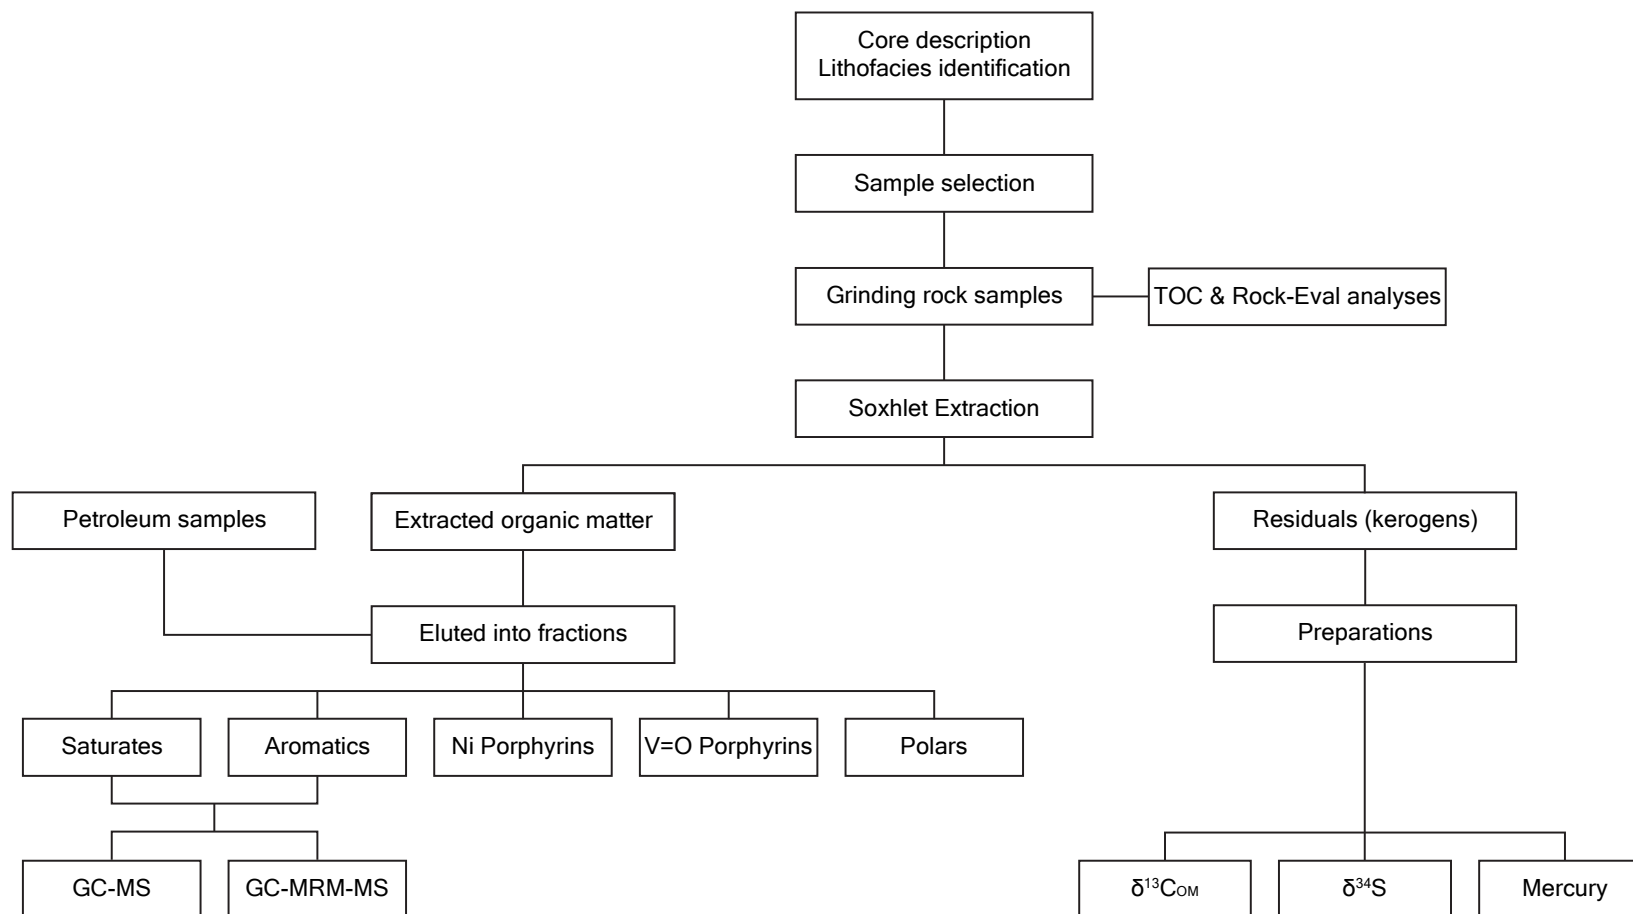 Core description
Lithofacies identification
Sample selection
Grinding rock samples
TOC & Rock-Eval analyses
Soxhlet Extraction
Petroleum samples
Extracted organic matter
Residuals (kerogens)
Eluted into fractions
Preparations
Saturates
Aromatics
Ni Porphyrins
V=O Porphyrins
Polars
GC-MS
GC-MRM-MS
δ¹³COM
δ³⁴S
Mercury